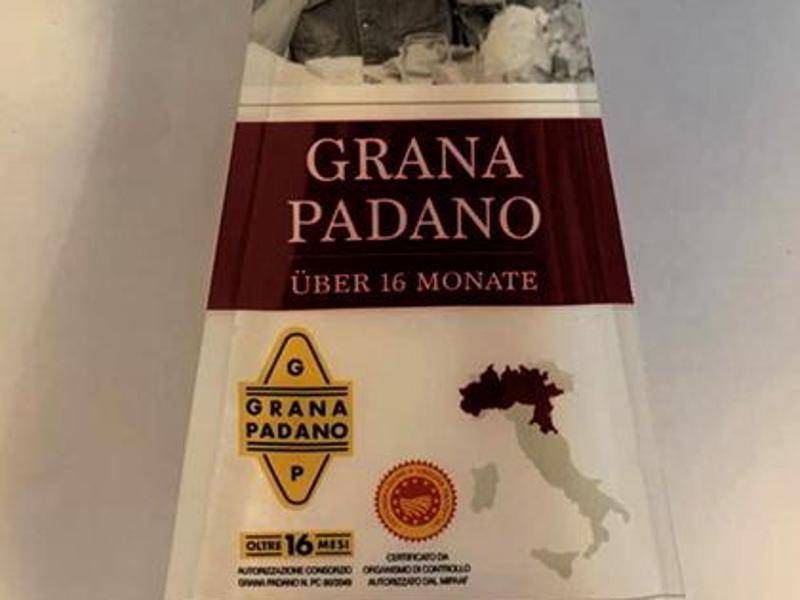 GRANA
PADANO
ÜBER 16 MONATE
G
GRANA
PADANO
P
OLTRE 16 MESI
AUTORIZZAZIONE CONSORZIO
GRANA PADANO N. PC
CERTIFICATO DA
ORGANISMO DI CONTROLLO
AUTORIZZATO DAL MIPAAF